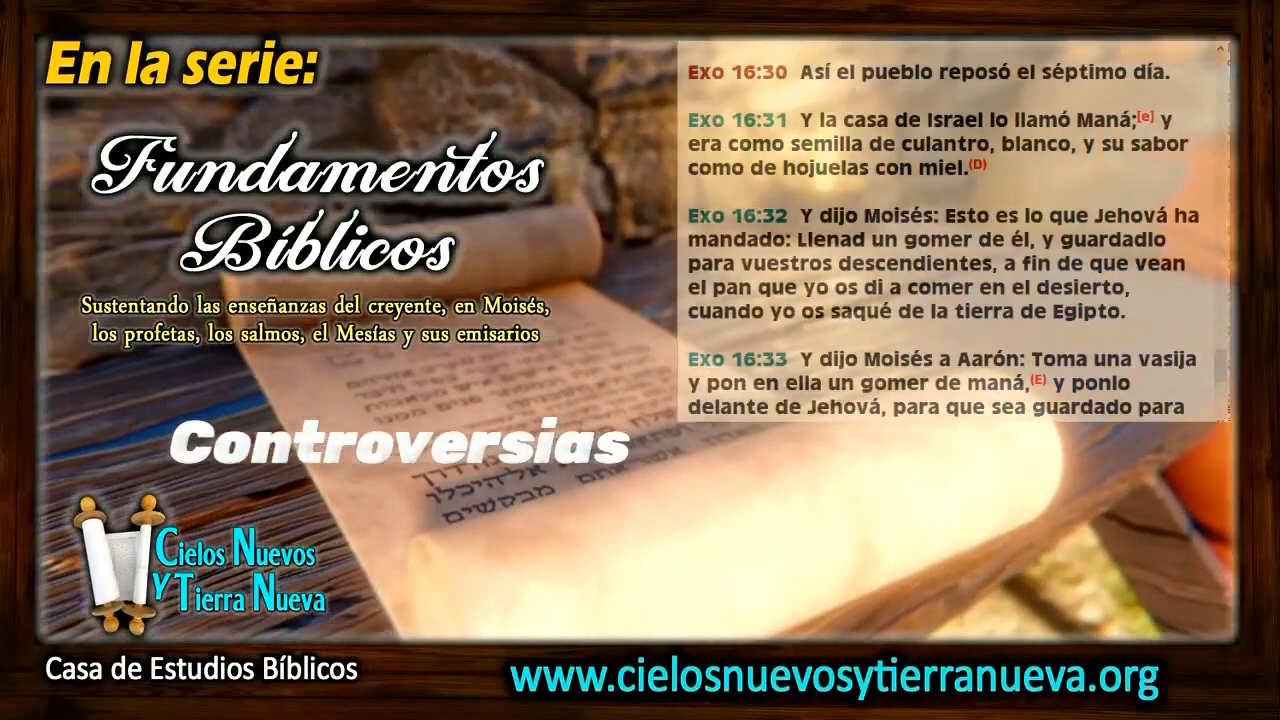 En la serie:
Fundamentos
Bíblicos
Sustentando las enseñanzas del creyente, en Moisés,
los profetas, los salmos, el Mesías y sus emisarios
Controversias
Exo 16:30 Así el pueblo reposó el séptimo día.
Exo 16:31 Y la casa de Israel lo llamó Maná;[e] y
era como semilla de culantro, blanco, y su sabor
como de hojuelas con miel.(D)
Exo 16:32 Y dijo Moisés: Esto es lo que Jehová ha
mandado: Llenad un gomer de él, y guardadlo
para vuestros descendientes, a fin de que vean
el pan que yo os di a comer en el desierto,
cuando yo os saqué de la tierra de Egipto.
Exo 16:33 Y dijo Moisés a Aarón: Toma una vasija
y pon en ella un gomer de maná,(E) y ponlo
delante de Jehová, para que sea guardado para
אשר אתם מבקשים
Cielos Nuevos
Y Tierra Nueva
Casa de Estudios Bíblicos
www.cielosnuevosytierranueva.org